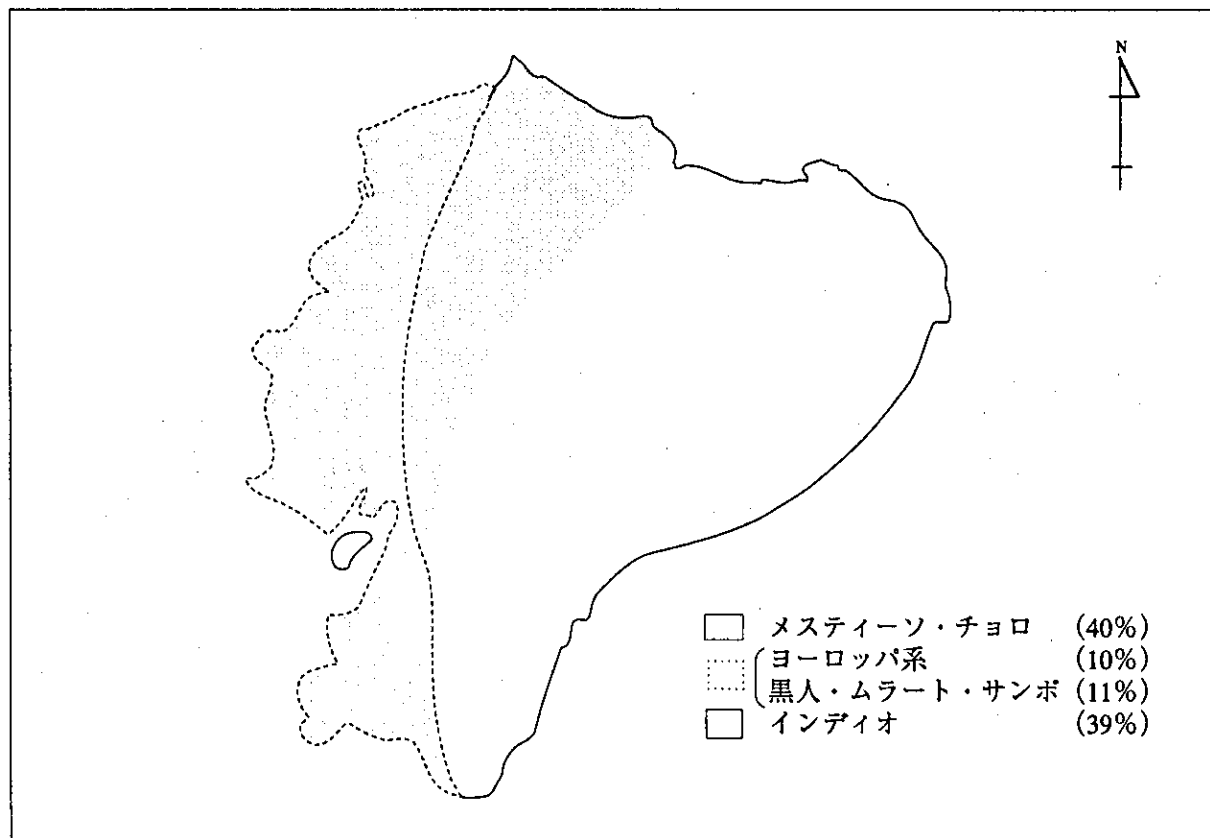 N
メスティーソ・チョロ (40%)
ヨーロッパ系 (10%)
黒人・ムラート・サンボ (11%)
インディオ (39%)